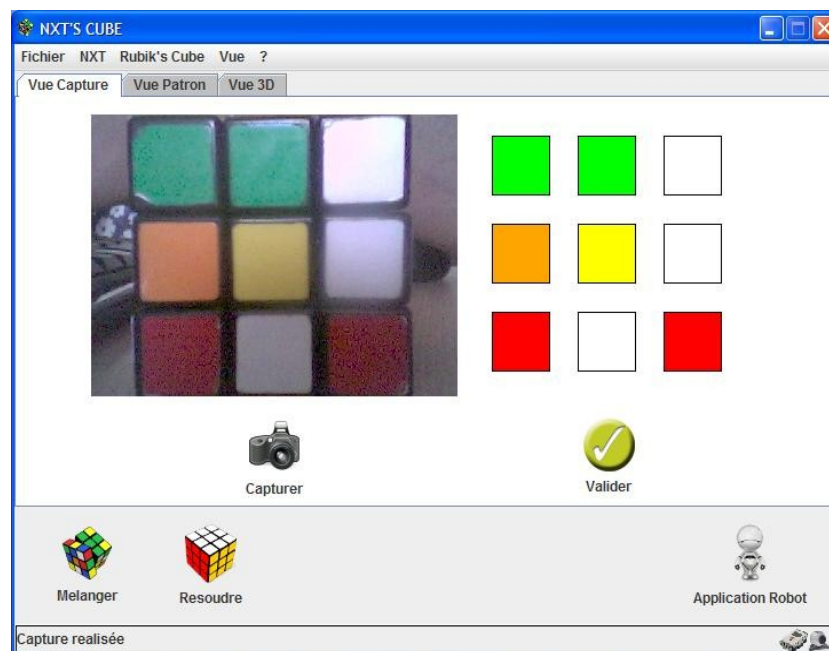 NXT'S CUBE
Fichier NXT Rubik's Cube Vue ?
Vue Capture Vue Patron Vue 3D
Capturer
Valider
Melanger
Resoudre
Application Robot
Capture realisée